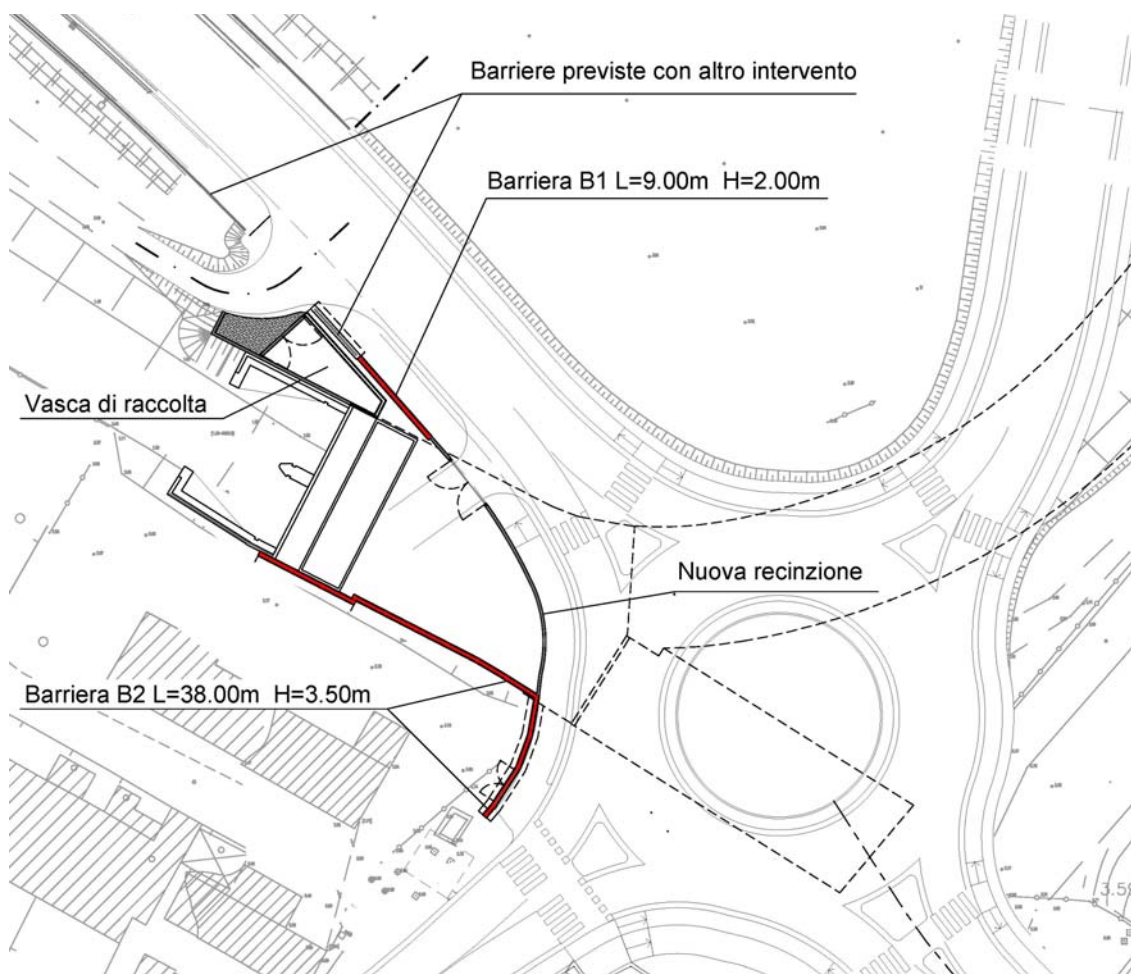 Barriere previste con altro intervento
Barriera B1 L=9.00m  H=2.00m
Vasca di raccolta
Nuova recinzione
Barriera B2 L=38.00m  H=3.50m